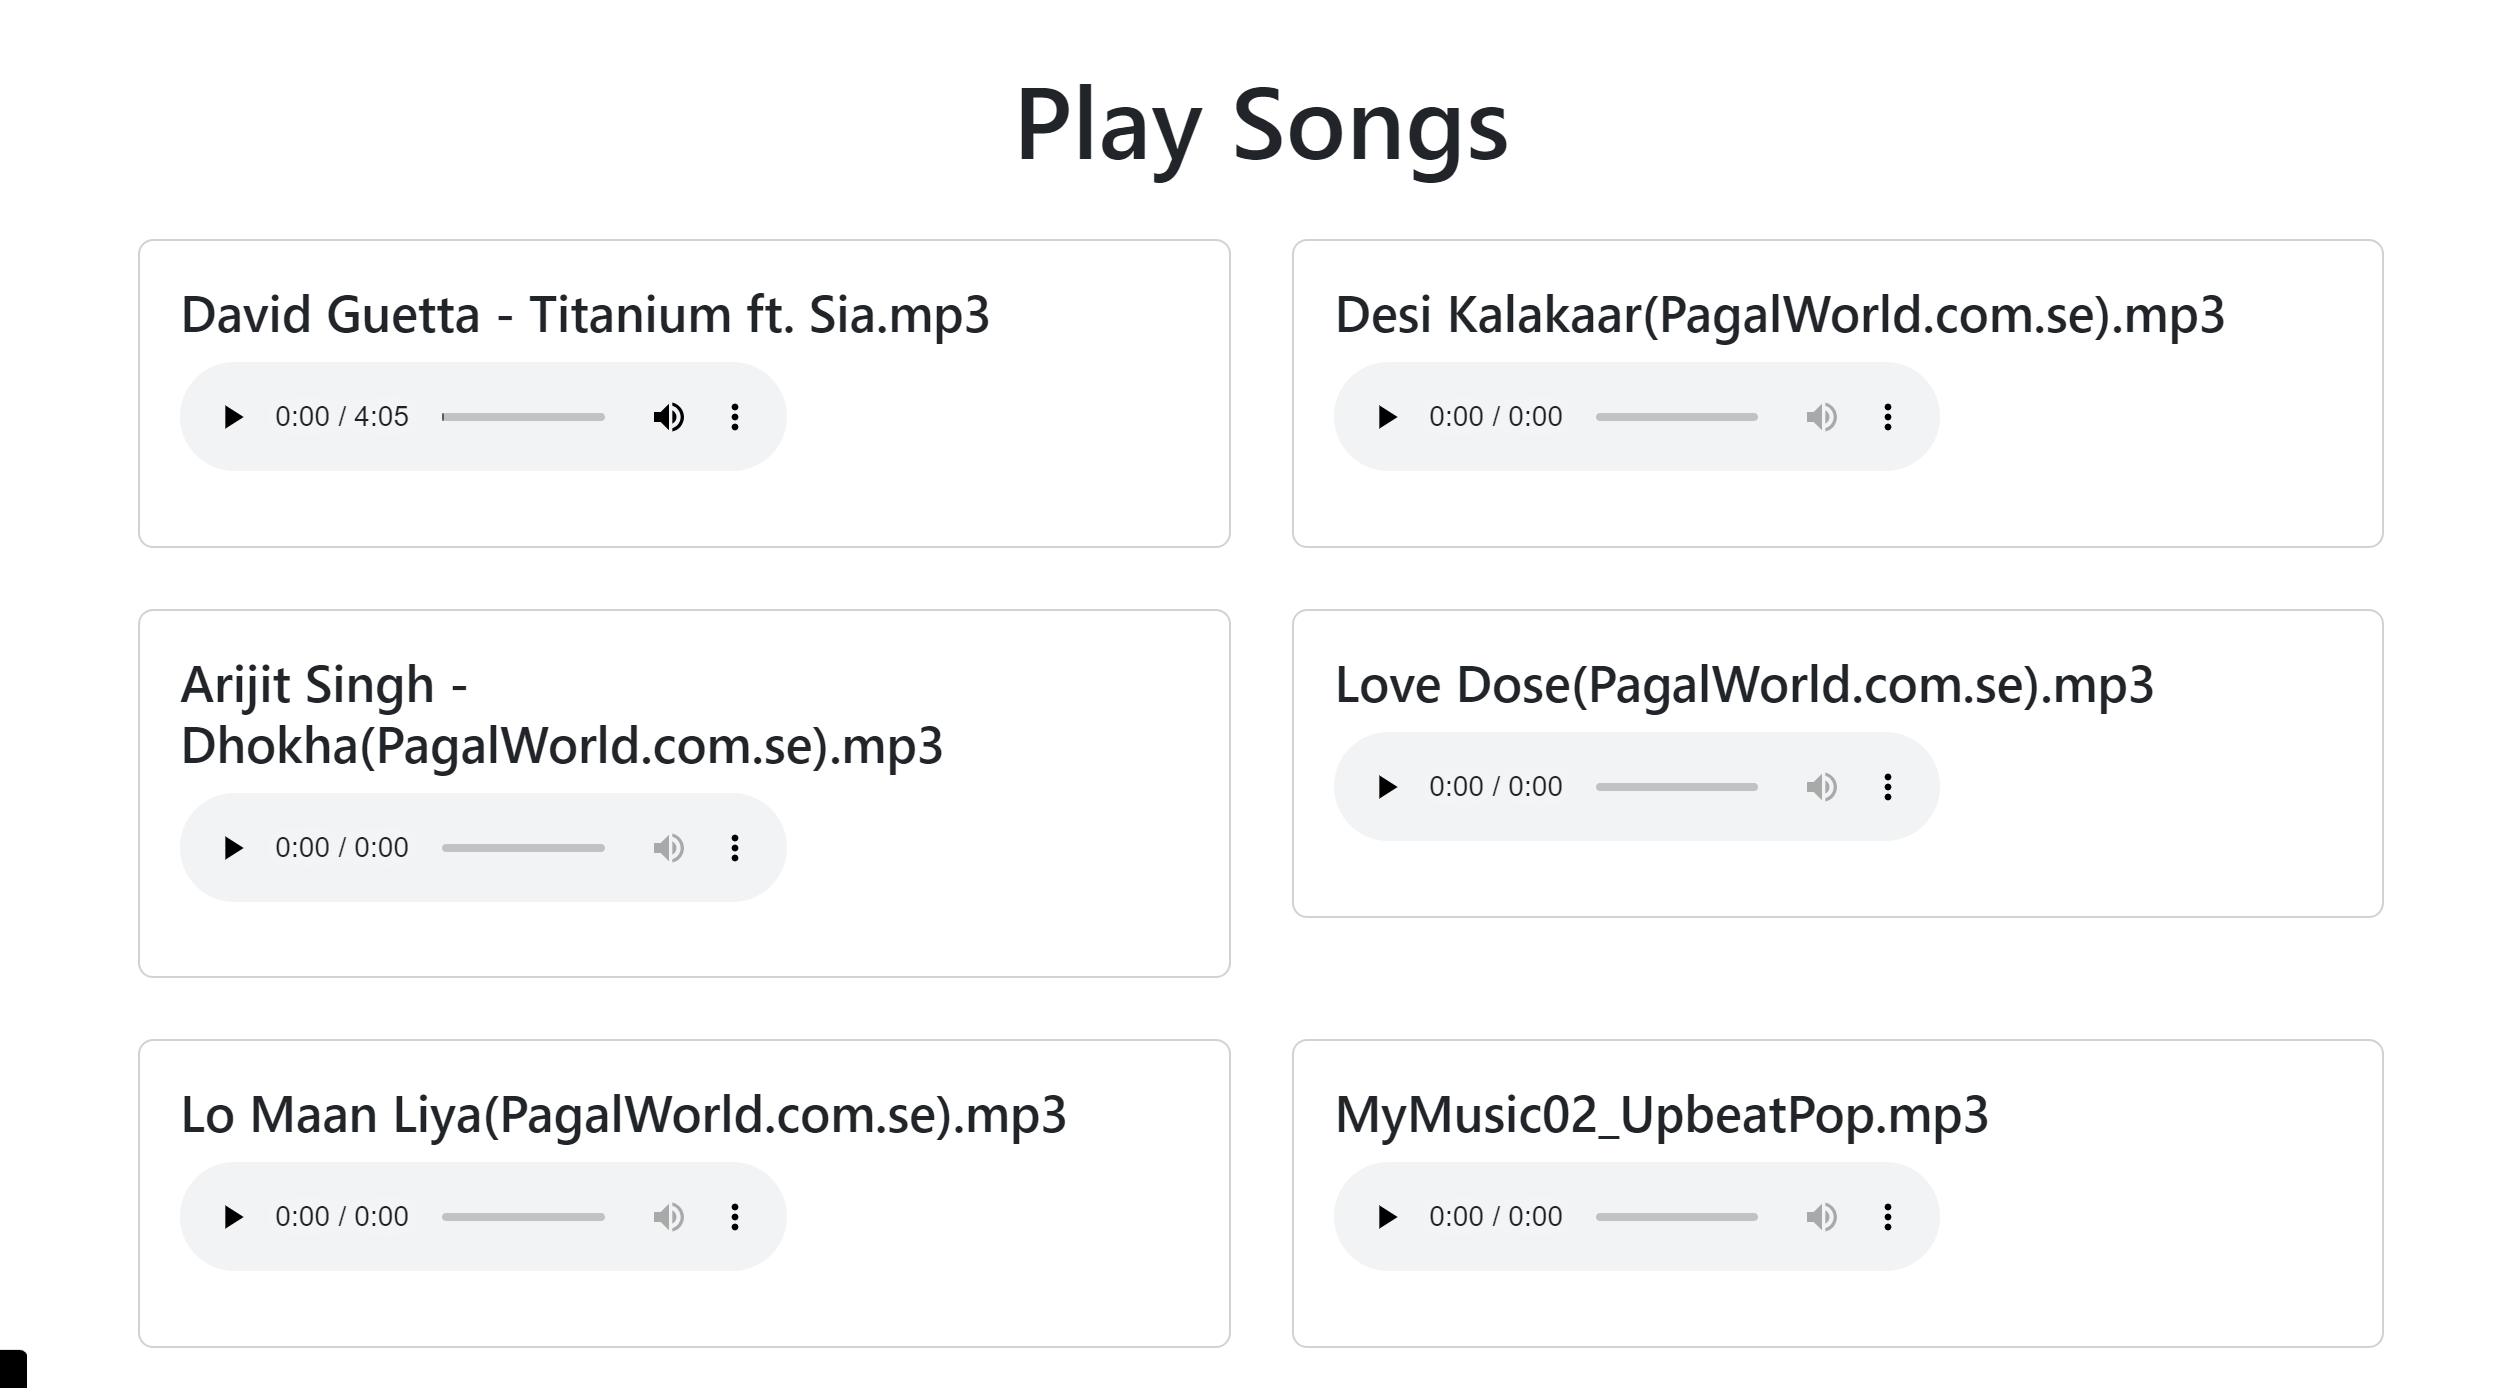 Play Songs
David Guetta - Titanium ft. Sia.mp3
0:00 / 4:05
Desi Kalakaar(PagalWorld.com.se).mp3
0:00 / 0:00
Arijit Singh -
Dhokha(PagalWorld.com.se).mp3
0:00 / 0:00
Love Dose(PagalWorld.com.se).mp3
0:00 / 0:00
Lo Maan Liya(PagalWorld.com.se).mp3
0:00 / 0:00
MyMusic02_UpbeatPop.mp3
0:00 / 0:00